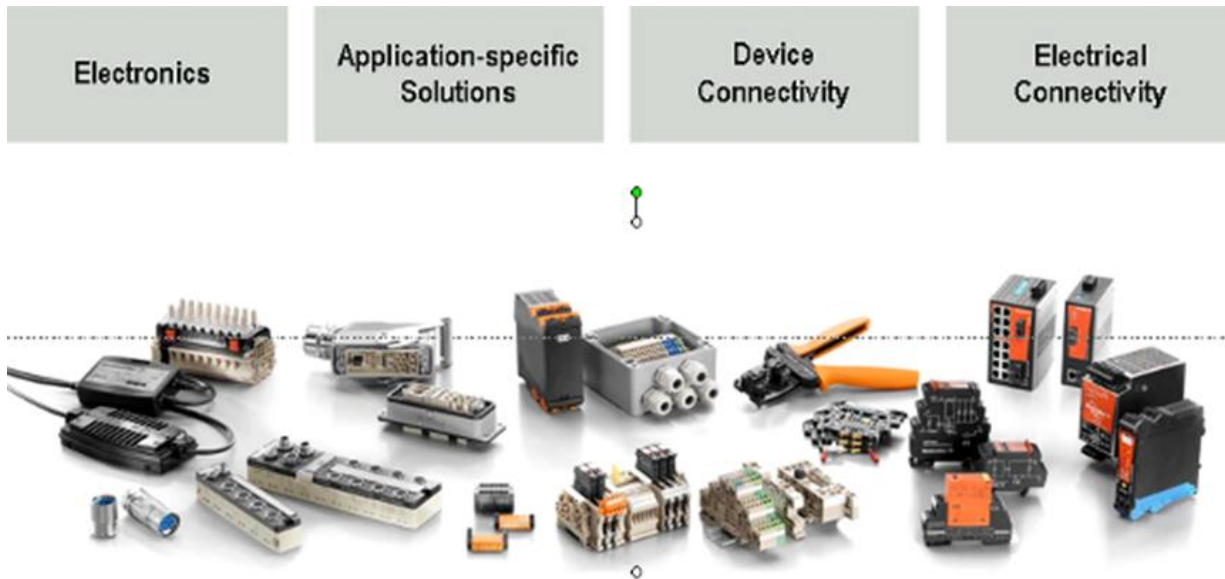 Electronics
Application-specific
Solutions
Device
Connectivity
Electrical
Connectivity